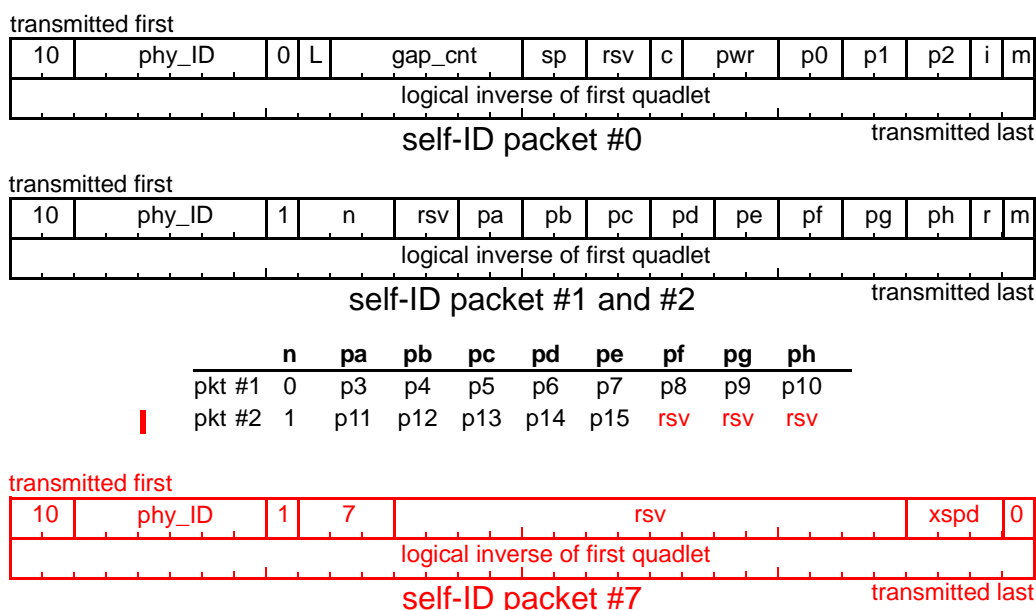 transmitted first
10 phy_ID 0 L gap_cnt sp rsv c pwr p0 p1 p2 i m
logical inverse of first quadlet
self-ID packet #0 transmitted last
transmitted first
10 phy_ID 1 n rsv pa pb pc pd pe pf pg ph r m
logical inverse of first quadlet
self-ID packet #1 and #2 transmitted last
n pa pb pc pd pe pf pg ph
pkt #1 0 p3 p4 p5 p6 p7 p8 p9 p10
pkt #2 1 p11 p12 p13 p14 p15 rsv rsv rsv
transmitted first
10 phy_ID 1 7 rsv xspd 0
logical inverse of first quadlet
self-ID packet #7 transmitted last